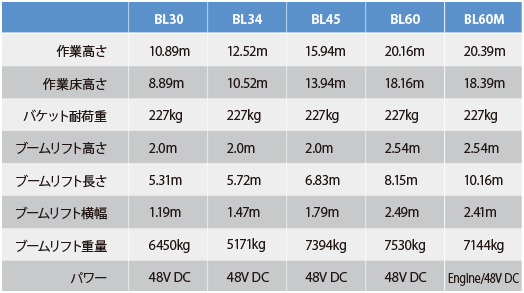 BL30 BL34 BL45 BL60 BL60M
作業高さ 10.89m 12.52m 15.94m 20.16m 20.39m
作業床高さ 8.89m 10.52m 13.94m 18.16m 18.39m
バケット耐荷重 227kg 227kg 227kg 227kg 227kg
ブームリフト高さ 2.0m 2.0m 2.0m 2.54m 2.54m
ブームリフト長さ 5.31m 5.72m 6.83m 8.15m 10.16m
ブームリフト横幅 1.19m 1.47m 1.79m 2.49m 2.41m
ブームリフト重量 6450kg 5171kg 7394kg 7530kg 7144kg
パワー 48V DC 48V DC 48V DC 48V DC Engine/48V DC